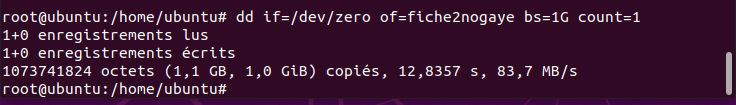 root@ubuntu:/home/ubuntu# dd if=/dev/zero of=fiche2nogaye bs=1G count=1
1+0 enregistrements lus
1+0 enregistrements écrits
1073741824 octets (1,1 GB, 1,0 GiB) copiés, 12,8357 s, 83,7 MB/s
root@ubuntu:/home/ubuntu#